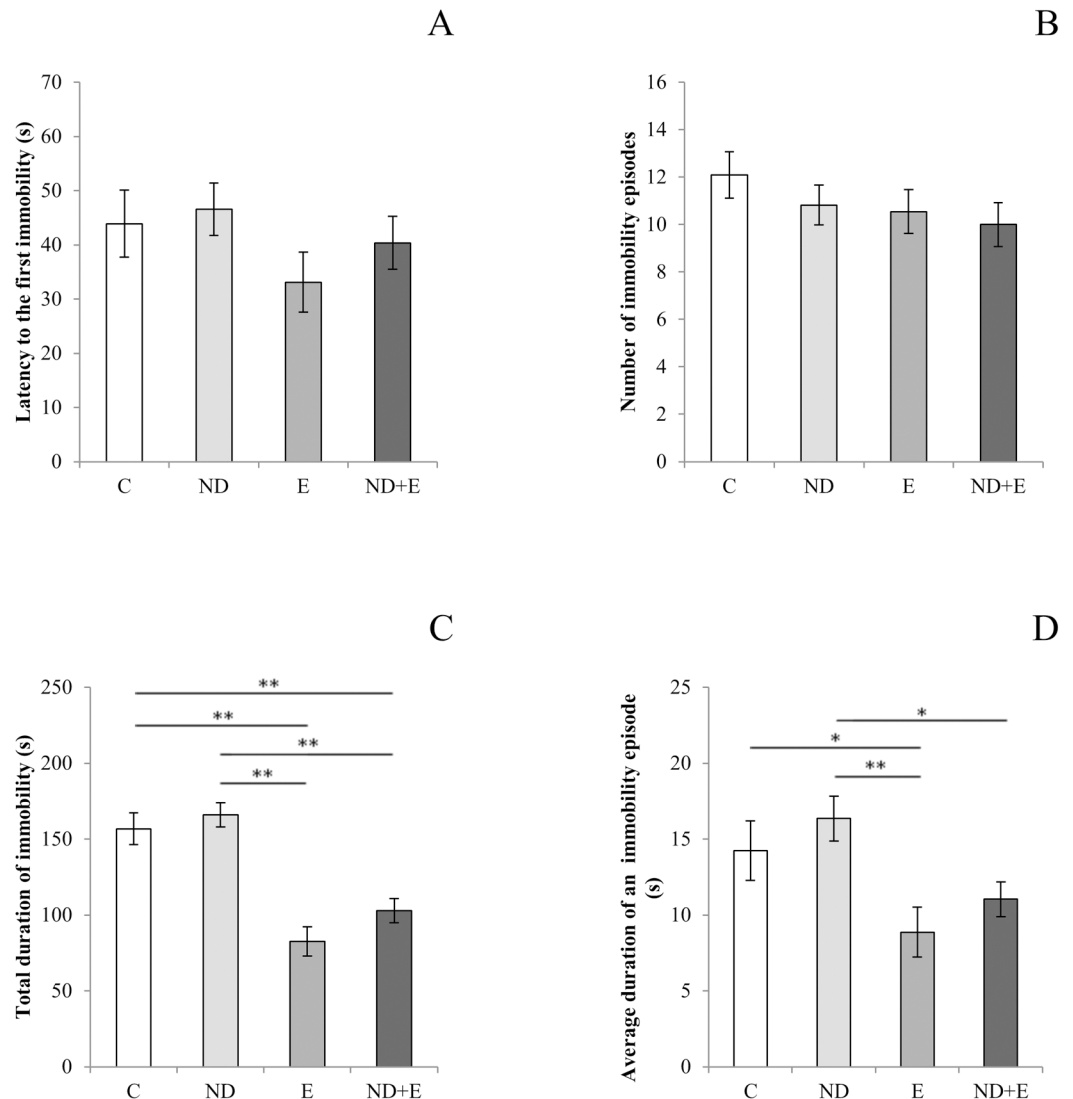 A
Latency to the first immobility (s)
70
60
50
40
30
20
10
0
C ND E ND+E
B
Number of immobility episodes
16
14
12
10
8
6
4
2
0
C ND E ND+E
C
Total duration of immobility (s)
250
200
150
100
50
0
**
**
**
**
C ND E ND+E
D
Average duration of an immobility episode
(s)
25
20
15
10
5
0
*
*
**
C ND E ND+E